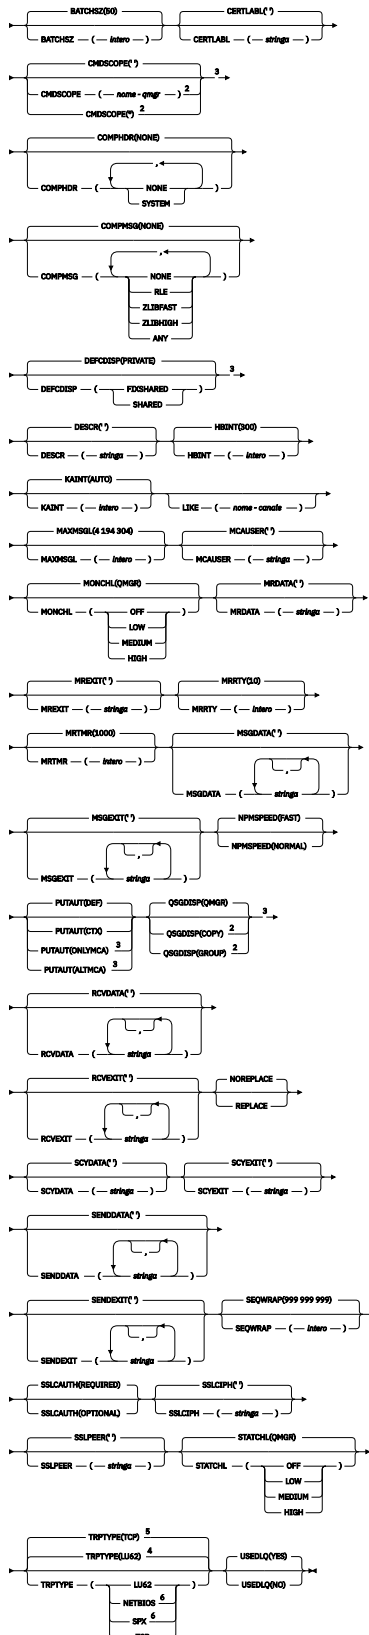 BATCHSZ(50) CERTLABL(' ')
BATCHSZ ( intero ) CERTLABL ( stringa )
CMDSCOPE(' ') 3
CMDSCOPE ( nome - qmgr ) 2
CMDSCOPE(*) 2
COMPHDR(NONE)
,
COMPHDR ( NONE )
SYSTEM
COMPMSG(NONE)
,
COMPMSG ( NONE )
RLE
ZLIBFAST
ZLIBHIGH
ANY
DEFCDISP(PRIVATE) 3
DEFCDISP ( FIXSHARED )
SHARED
DESCR(' ') HBINT(300)
DESCR ( stringa ) HBINT ( intero )
KAINT(AUTO)
KAINT ( intero ) LIKE ( nome - canale )
MAXMSGL(4 194 304) MCAUSER(' ')
MAXMSGL ( intero ) MCAUSER ( stringa )
MONCHL(QMGR) MRDATA(' ')
MONCHL ( OFF ) MRDATA ( stringa )
LOW
MEDIUM
HIGH
MREXIT(' ') MRRTY(10)
MREXIT ( stringa ) MRRTY ( intero )
MRTMR(1000) MSGDATA(' ')
MRTMR ( intero ) ,
MSGDATA ( stringa )
MSGEXIT(' ') NPMSPEED(FAST)
, NPMSPEED(NORMAL)
MSGEXIT ( stringa )
PUTAUT(DEF) QSGDISP(QMGR) 3
PUTAUT(CTX) QSGDISP(COPY) 2
PUTAUT(ONLYMCA) 3 QSGDISP(GROUP) 2
PUTAUT(ALTMCA) 3
RCVDATA(' ')
,
RCVDATA ( stringa )
RCVEXIT(' ') NOREPLACE
, REPLACE
RCVEXIT ( stringa )
SCYDATA(' ') SCYEXIT(' ')
SCYDATA ( stringa ) SCYEXIT ( stringa )
SENDDATA(' ')
,
SENDDATA ( stringa )
SENDEXIT(' ') SEQWRAP(999 999 999)
, SEQWRAP ( intero )
SENDEXIT ( stringa )
SSLCAUTH(REQUIRED) SSLCIPH(' ')
SSLCAUTH(OPTIONAL) SSLCIPH ( stringa )
SSLPEER(' ') STATCHL(QMGR)
SSLPEER ( stringa ) STATCHL ( OFF )
LOW
MEDIUM
HIGH
TRPTYPE(TCP) 5
TRPTYPE(LU62) 4 USEDLQ(YES)
TRPTYPE ( LU62 ) USEDLQ(NO)
NETBIOS 6
SPX 6